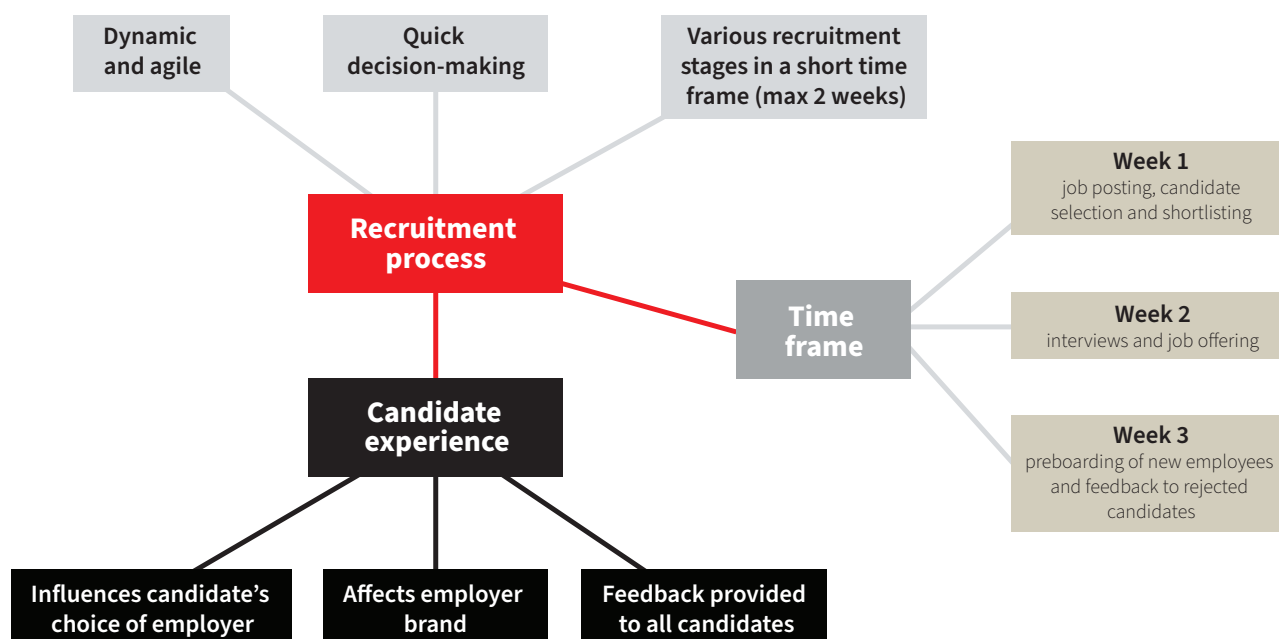 Dynamic
and agile
Quick
decision-making
Various recruitment
stages in a short time
frame (max 2 weeks)
Week 1
job posting, candidate
selection and shortlisting
Recruitment
process
Time
frame
Week 2
interviews and job offering
Candidate
experience
Week 3
preboarding of new employees
and feedback to rejected
candidates
Influences candidate’s
choice of employer
Affects employer
brand
Feedback provided
to all candidates